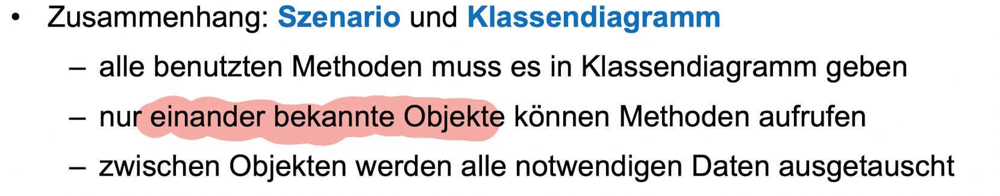 • Zusammenhang: Szenario und Klassendiagramm
– alle benutzten Methoden muss es in Klassendiagramm geben
– nur einander bekannte Objekte können Methoden aufrufen
– zwischen Objekten werden alle notwendigen Daten ausgetauscht